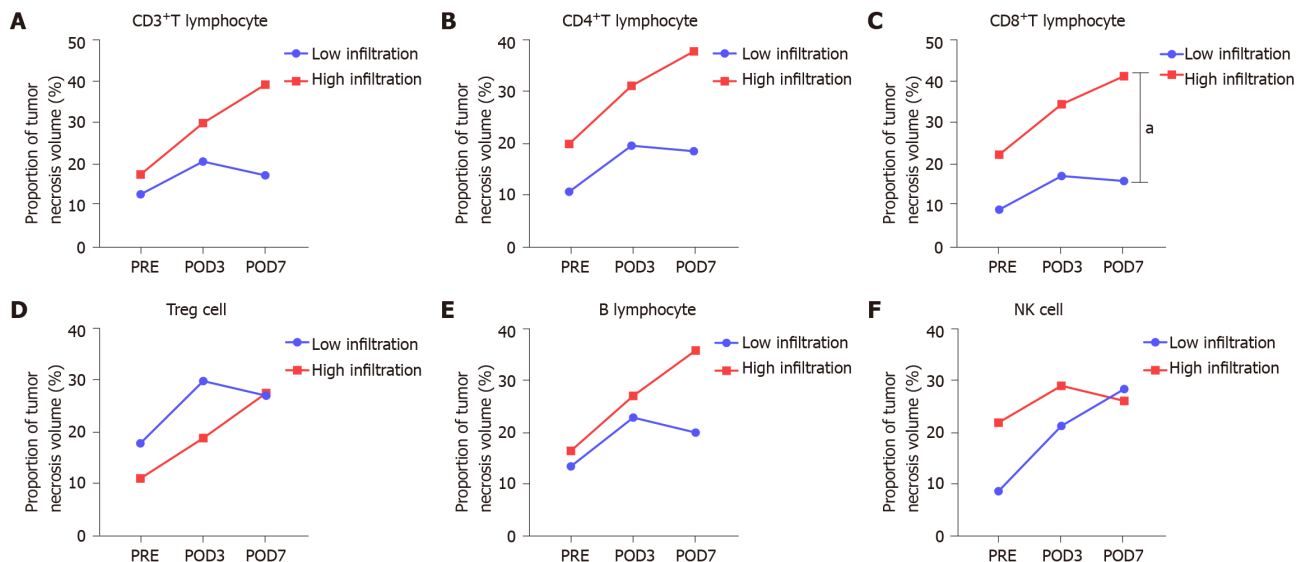 A
CD3⁺T lymphocyte
Proportion of tumor
necrosis volume (%)
50
40
30
20
10
0
PRE
POD3
POD7
Low infiltration
High infiltration
B
CD4⁺T lymphocyte
Proportion of tumor
necrosis volume (%)
40
30
20
10
0
PRE
POD3
POD7
Low infiltration
High infiltration
C
CD8⁺T lymphocyte
Proportion of tumor
necrosis volume (%)
50
40
30
20
10
0
PRE
POD3
POD7
Low infiltration
High infiltration
a
D
Treg cell
Proportion of tumor
necrosis volume (%)
40
30
20
10
0
PRE
POD3
POD7
Low infiltration
High infiltration
E
B lymphocyte
Proportion of tumor
necrosis volume (%)
40
30
20
10
0
PRE
POD3
POD7
Low infiltration
High infiltration
F
NK cell
Proportion of tumor
necrosis volume (%)
40
30
20
10
0
PRE
POD3
POD7
Low infiltration
High infiltration